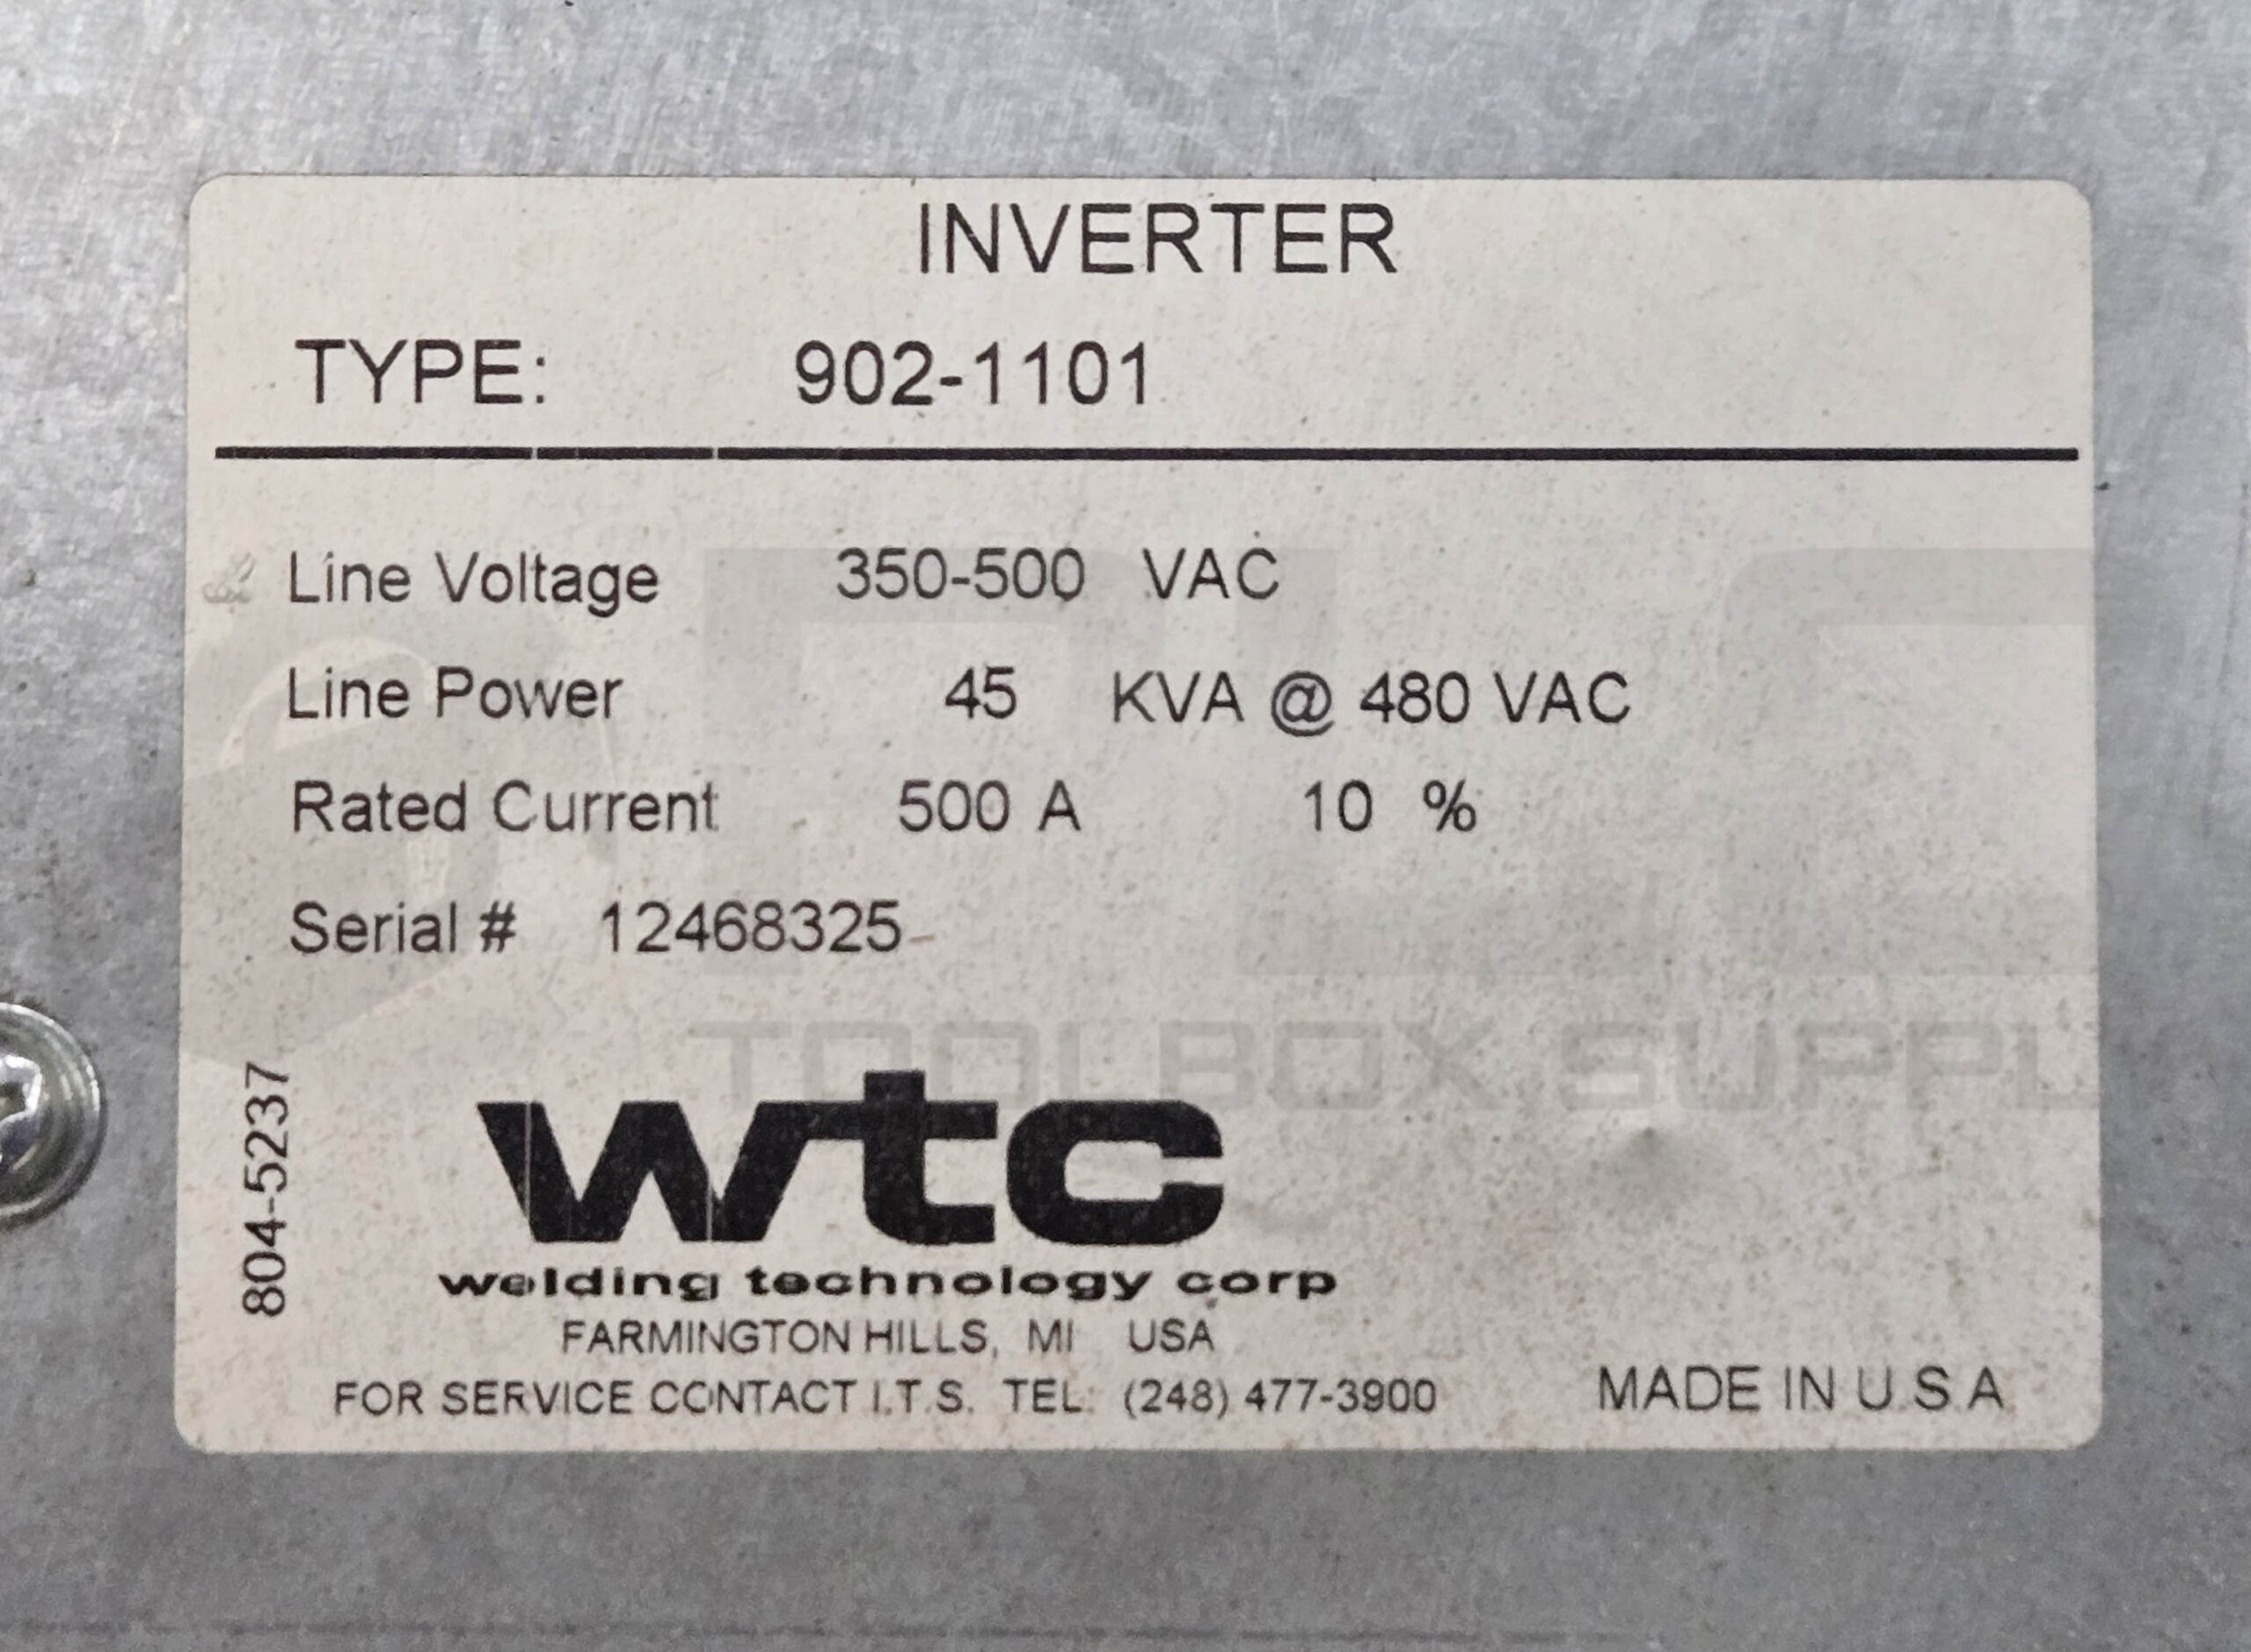 INVERTER
TYPE: 902-1101
Line Voltage 350-500 VAC
Line Power 45 KVA @ 480 VAC
Rated Current 500 A 10 %
Serial # 12468325
TOOLBOX SUPPL
804-5237
wtc
welding technology corp
FARMINGTON HILLS, MI USA
FOR SERVICE CONTACT I.T.S. TEL: (248) 477-3900
MADE IN U.S.A